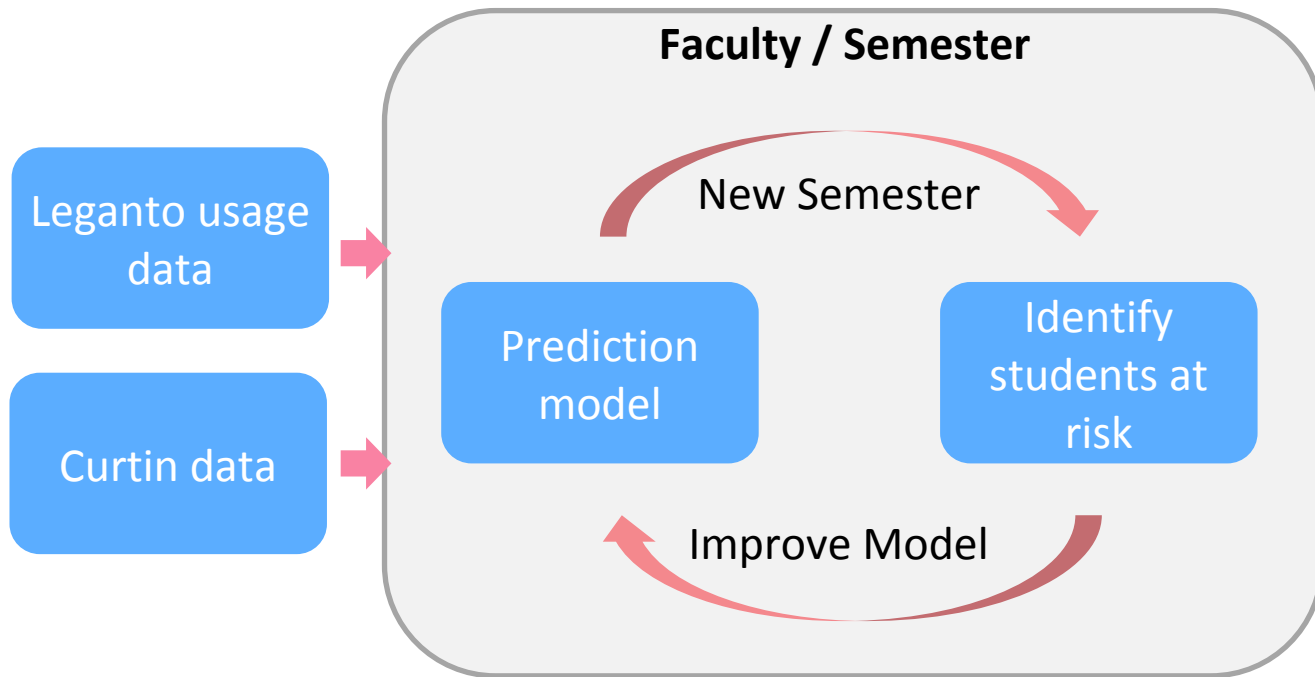 Faculty / Semester
Leganto usage
data
Curtin data
New Semester
Prediction
model
Identify
students at
risk
Improve Model